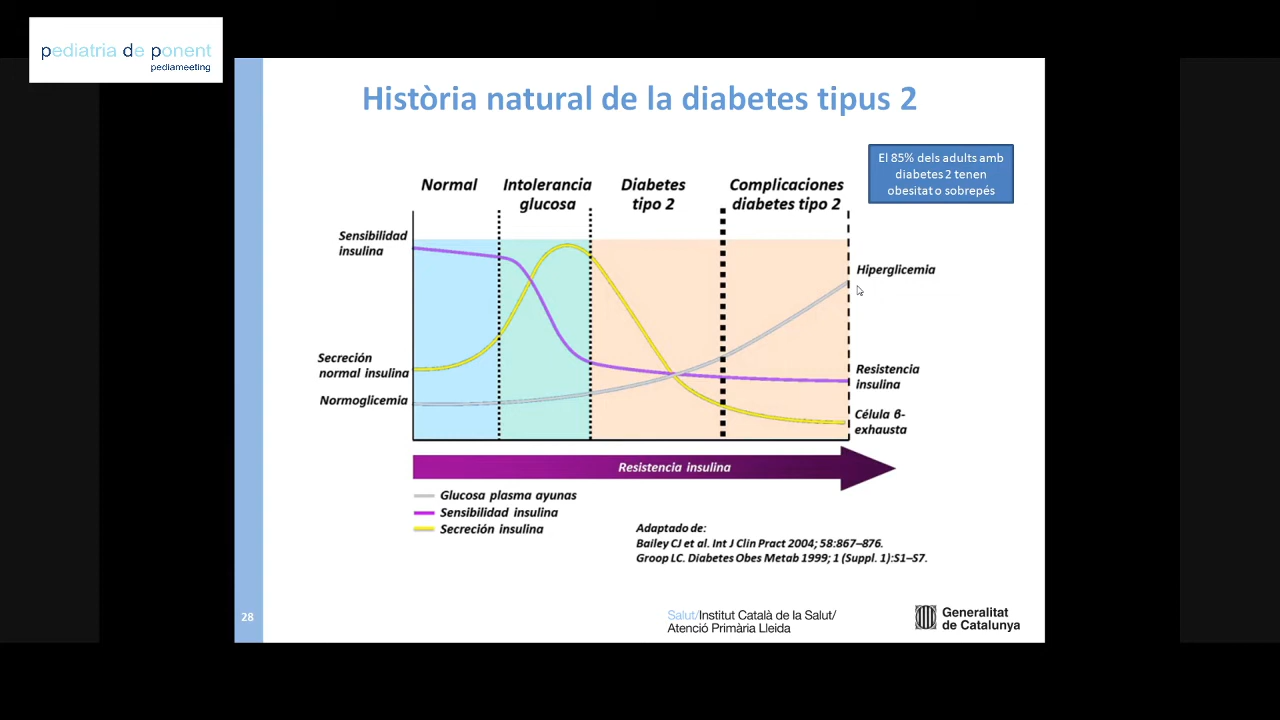 pediatria de ponent
pediameeting
Història natural de la diabetes tipus 2
El 85% dels adults amb
diabetes 2 tenen
obesitat o sobrepés
Normal
Intolerancia
glucosa
Diabetes
tipo 2
Complicaciones
diabetes tipo 2
Sensibilidad
insulina
Hiperglicemia
Secreción
normal insulina
Normoglicemia
Resistencia
insulina
Célula β-
exhausta
Resistencia insulina
Glucosa plasma ayunas
Sensibilidad insulina
Secreción insulina
Adaptado de:
Bailey CJ et al. Int J Clin Pract 2004; 58:867–876.
Groop LC. Diabetes Obes Metab 1999; 1 (Suppl. 1):S1–S7.
28
Salut/Institut Català de la Salut/
Atenció Primària Lleida
Generalitat
de Catalunya